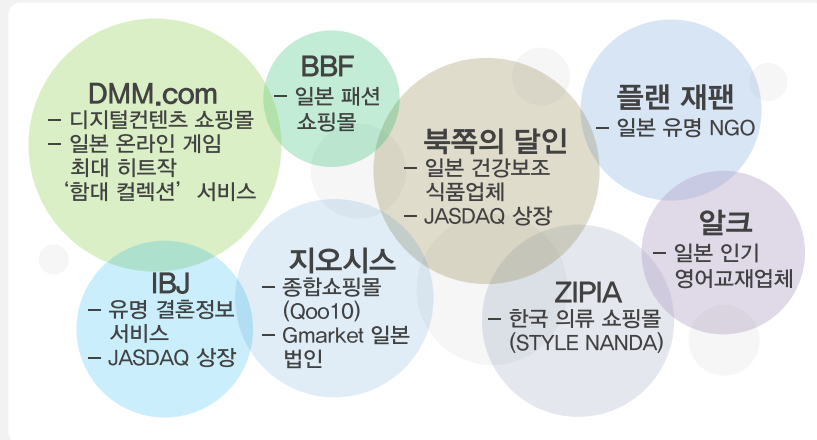 DMM.com
– 디지털컨텐츠 쇼핑몰
– 일본 온라인 게임
최대 히트작
‘함대 컬렉션’ 서비스
BBF
– 일본 패션
쇼핑몰
북쪽의 달인
– 일본 건강보조
식품업체
– JASDAQ 상장
플랜 재팬
– 일본 유명 NGO
IBJ
– 유명 결혼정보
서비스
– JASDAQ 상장
지오시스
– 종합쇼핑몰
(Qoo10)
– Gmarket 일본
법인
ZIPIA
– 한국 의류 쇼핑몰
(STYLE NANDA)
알크
– 일본 인기
영어교재업체